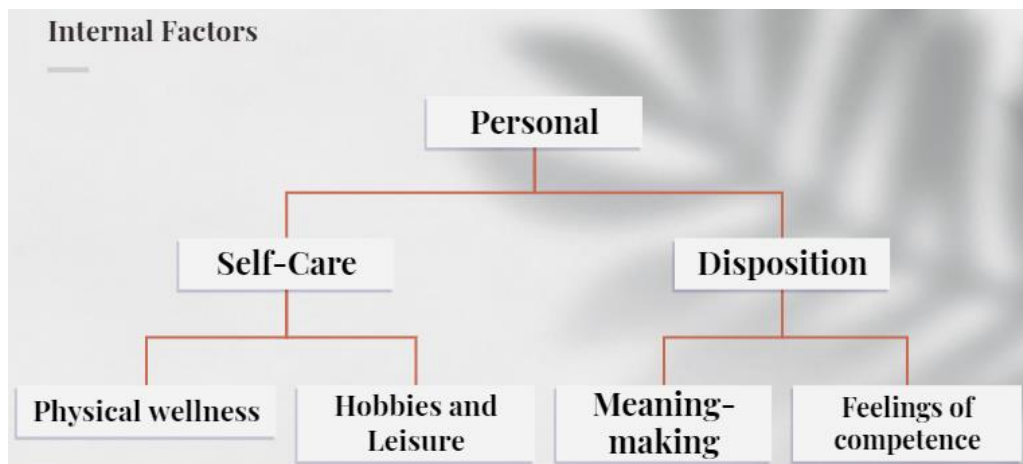 Internal Factors
Personal
Self-Care
Disposition
Physical wellness
Hobbies and
Leisure
Meaning-
making
Feelings of
competence